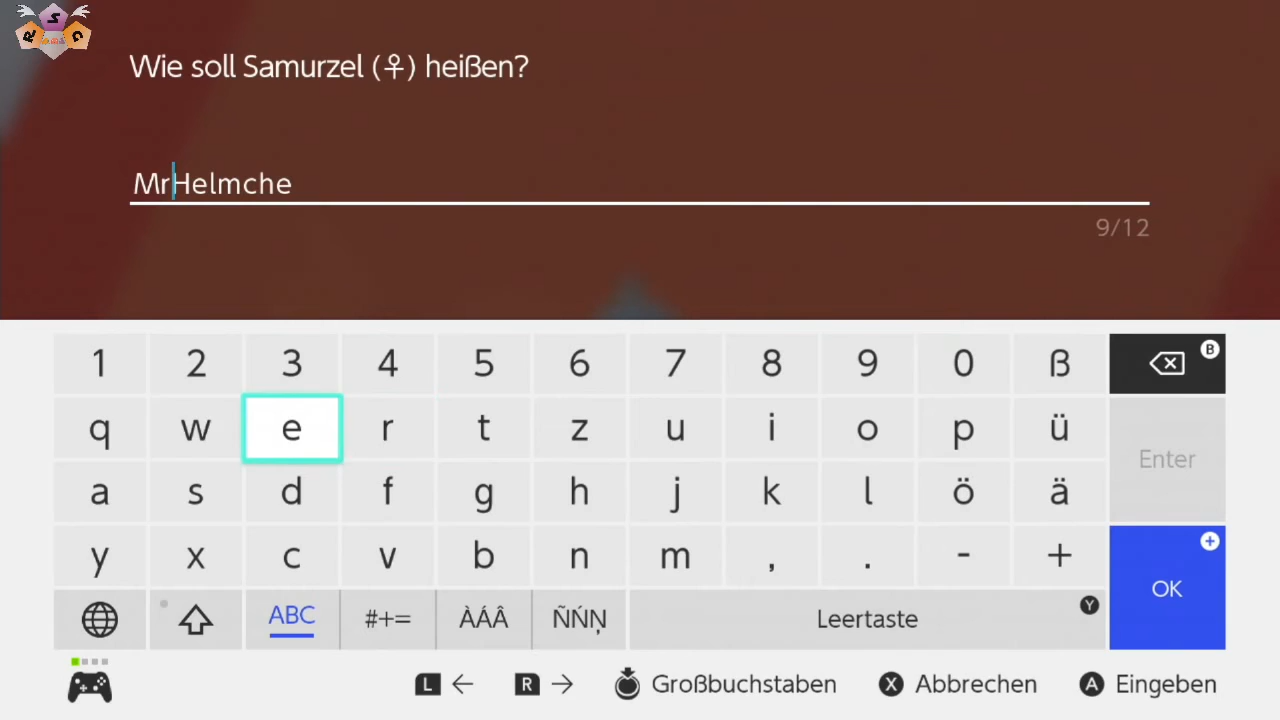 RSG
Wie soll Samurzel (♀) heißen?
MrHelmche
9/12
1 2 3 4 5 6 7 8 9 0 ß B
q w e r t z u i o p ü
Enter
a s d f g h j k l ö ä
y x c v b n m , . - +
OK
ABC #+= ÀÁÂ ÑŃŅ Leertaste Y
L ← R → Großbuchstaben X Abbrechen A Eingeben